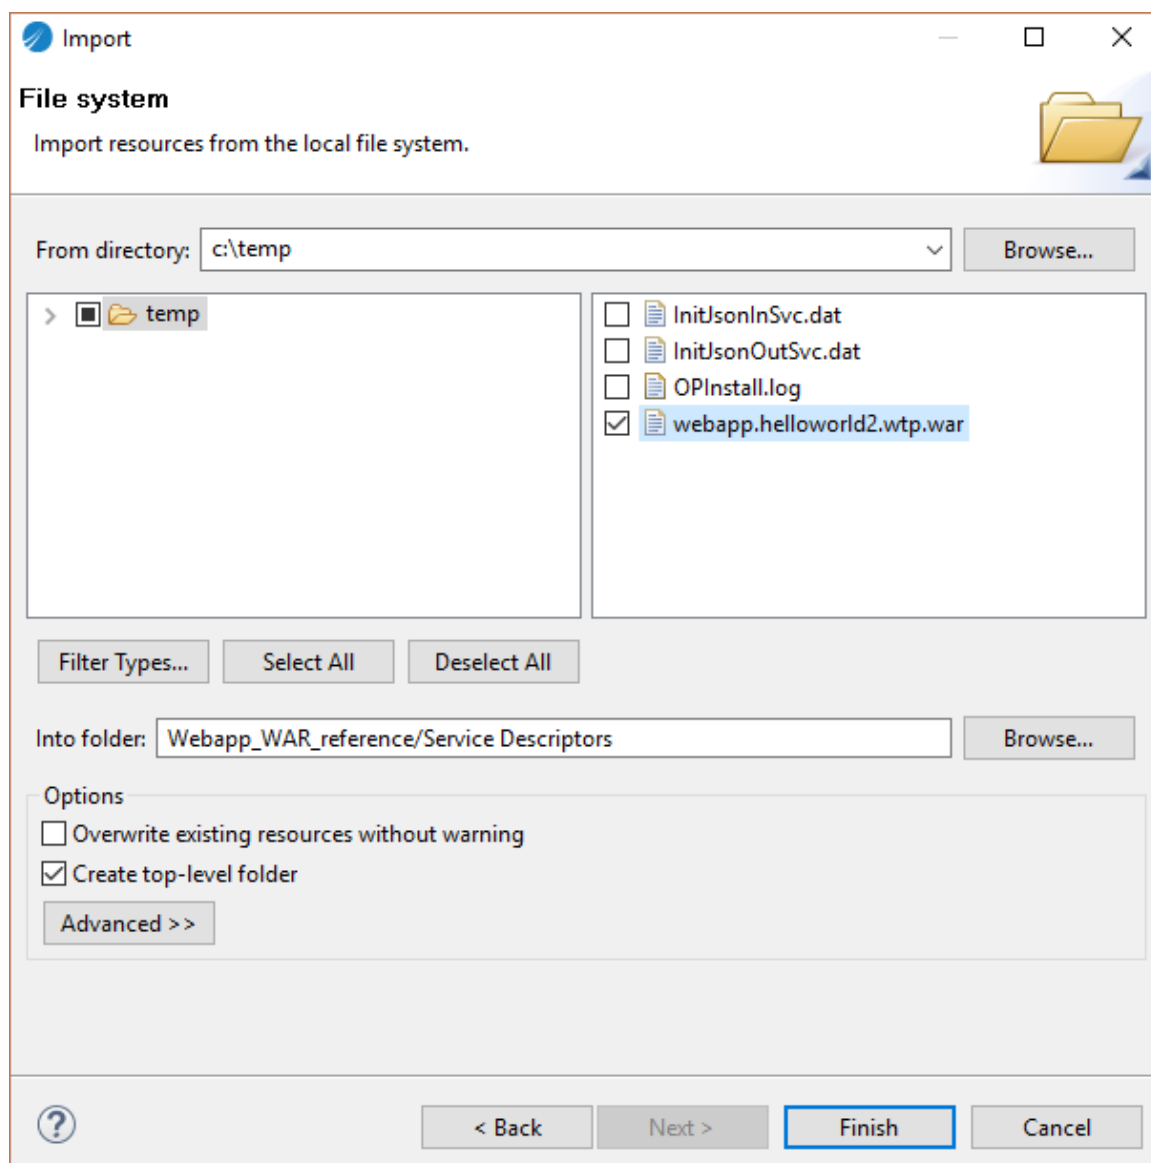 Import
File system
Import resources from the local file system.
From directory: c:\temp Browse...
temp
InitJsonInSvc.dat
InitJsonOutSvc.dat
OPInstall.log
webapp.helloworld2.wtp.war
Filter Types... Select All Deselect All
Into folder: Webapp_WAR_reference/Service Descriptors Browse...
Options
Overwrite existing resources without warning
Create top-level folder
Advanced >>
? < Back Next > Finish Cancel